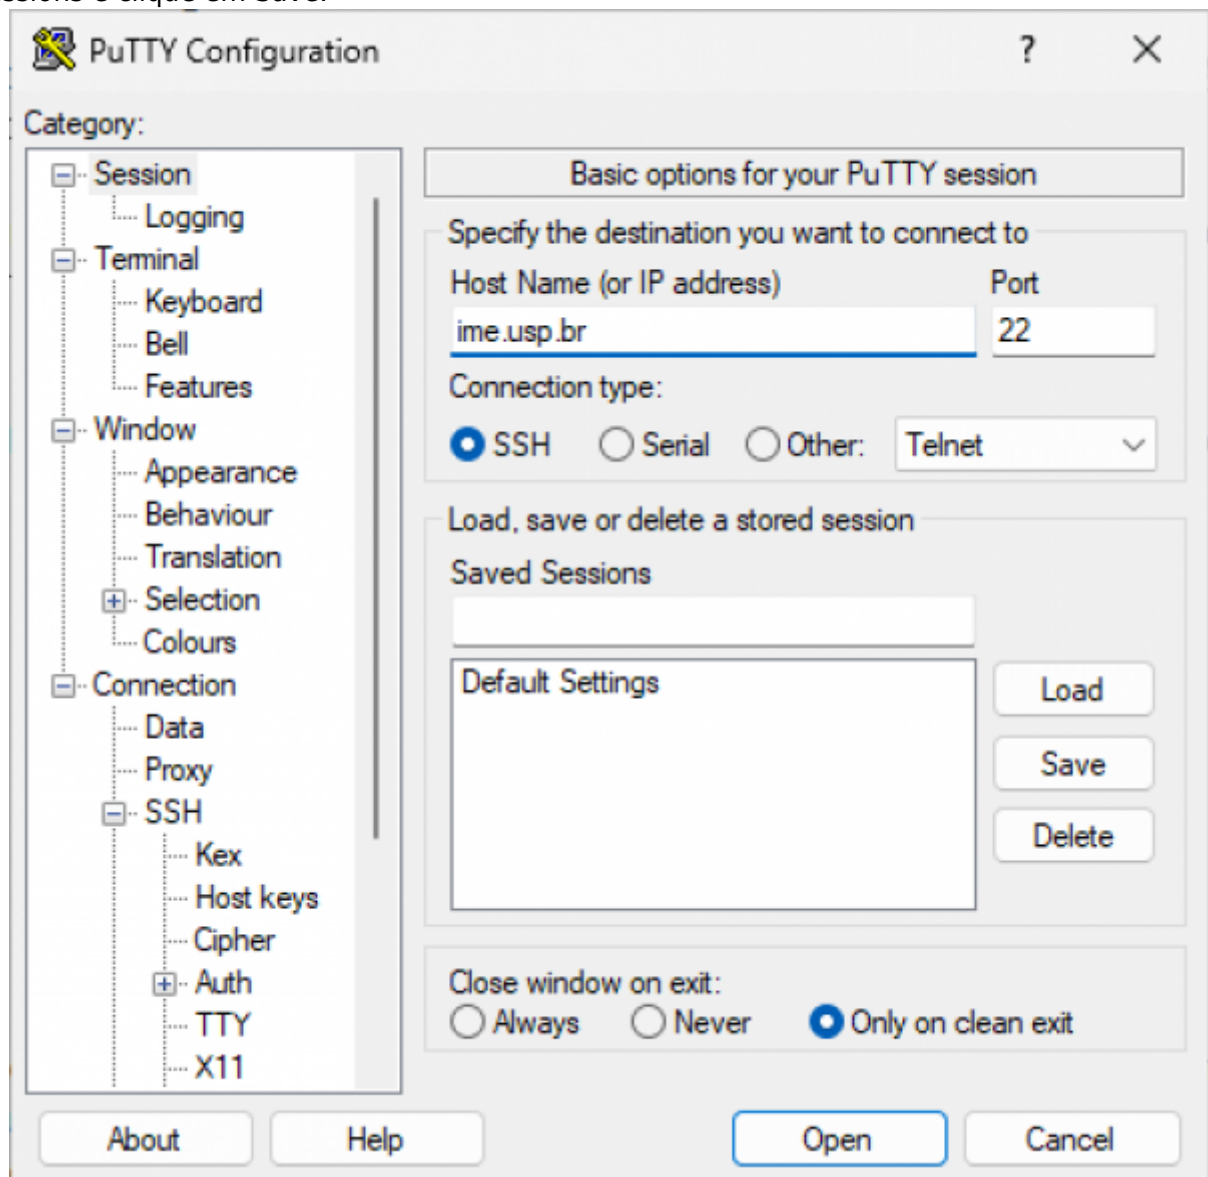 PuTTY Configuration
?
Category:
Session
Logging
Terminal
Keyboard
Bell
Features
Window
Appearance
Behaviour
Translation
Selection
Colours
Connection
Data
Proxy
SSH
Kex
Host keys
Cipher
Auth
TTY
X11
Basic options for your PuTTY session
Specify the destination you want to connect to
Host Name (or IP address) Port
ime.usp.br 22
Connection type:
SSH Serial Other: Telnet
Load, save or delete a stored session
Saved Sessions
Default Settings
Load
Save
Delete
Close window on exit:
Always Never Only on clean exit
About Help Open Cancel